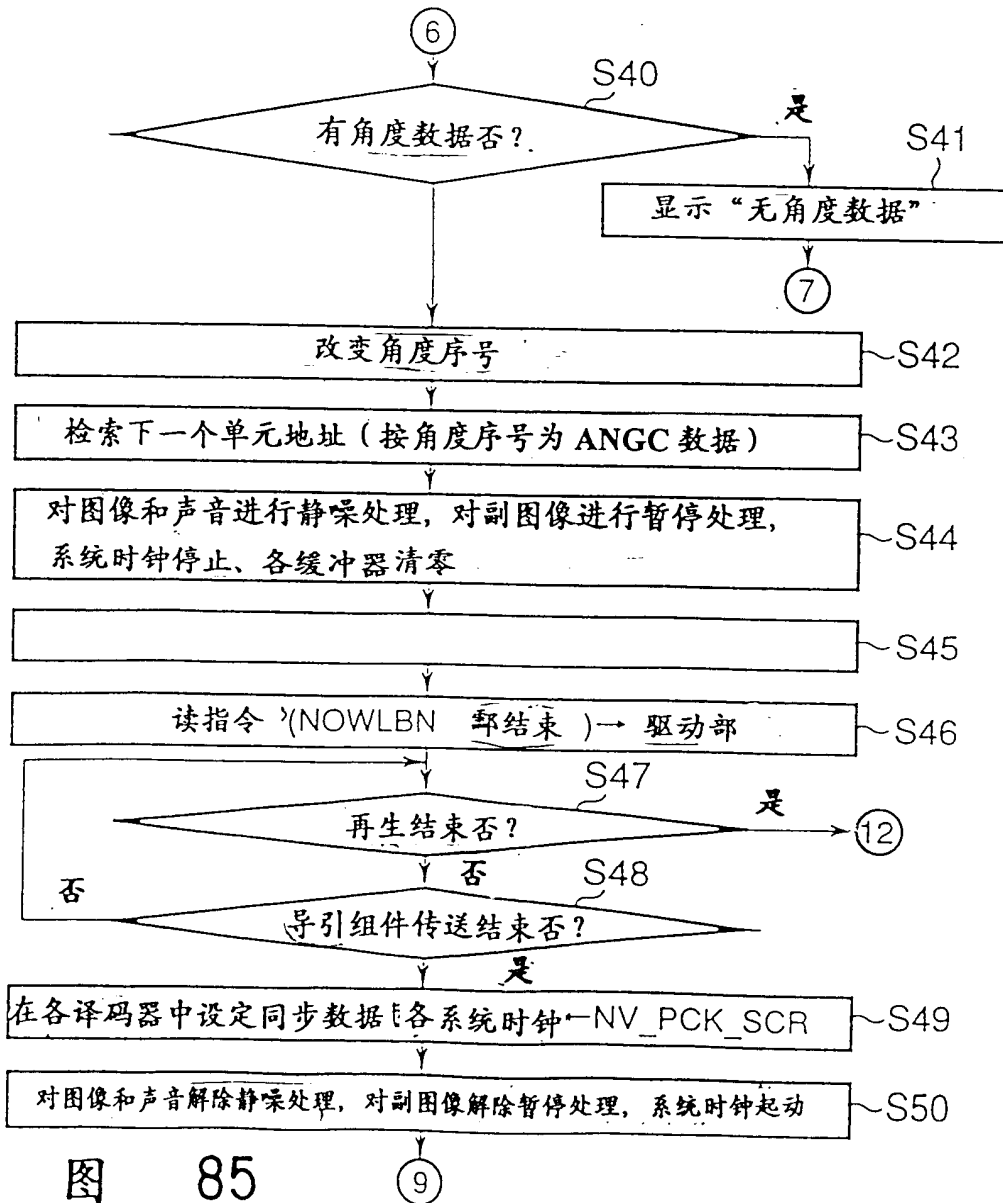 6
S40
有角度数据否？
是
S41
显示“无角度数据”
7
改变角度序号
S42
检索下一个单元地址（按角度序号为 ANGC 数据）
S43
对图像和声音进行静噪处理，对副图像进行暂停处理，
系统时钟停止、各缓冲器清零
S44
S45
读指令 （NOWLBN 结束 ）→ 驱动部
S46
S47
再生结束否？
是
12
否
S48
否
导引组件传送结束否？
是
在各译码器中设定同步数据 各系统时钟←NV_PCK_SCR
S49
对图像和声音解除静噪处理，对副图像解除暂停处理，系统时钟起动
S50
图 85
9